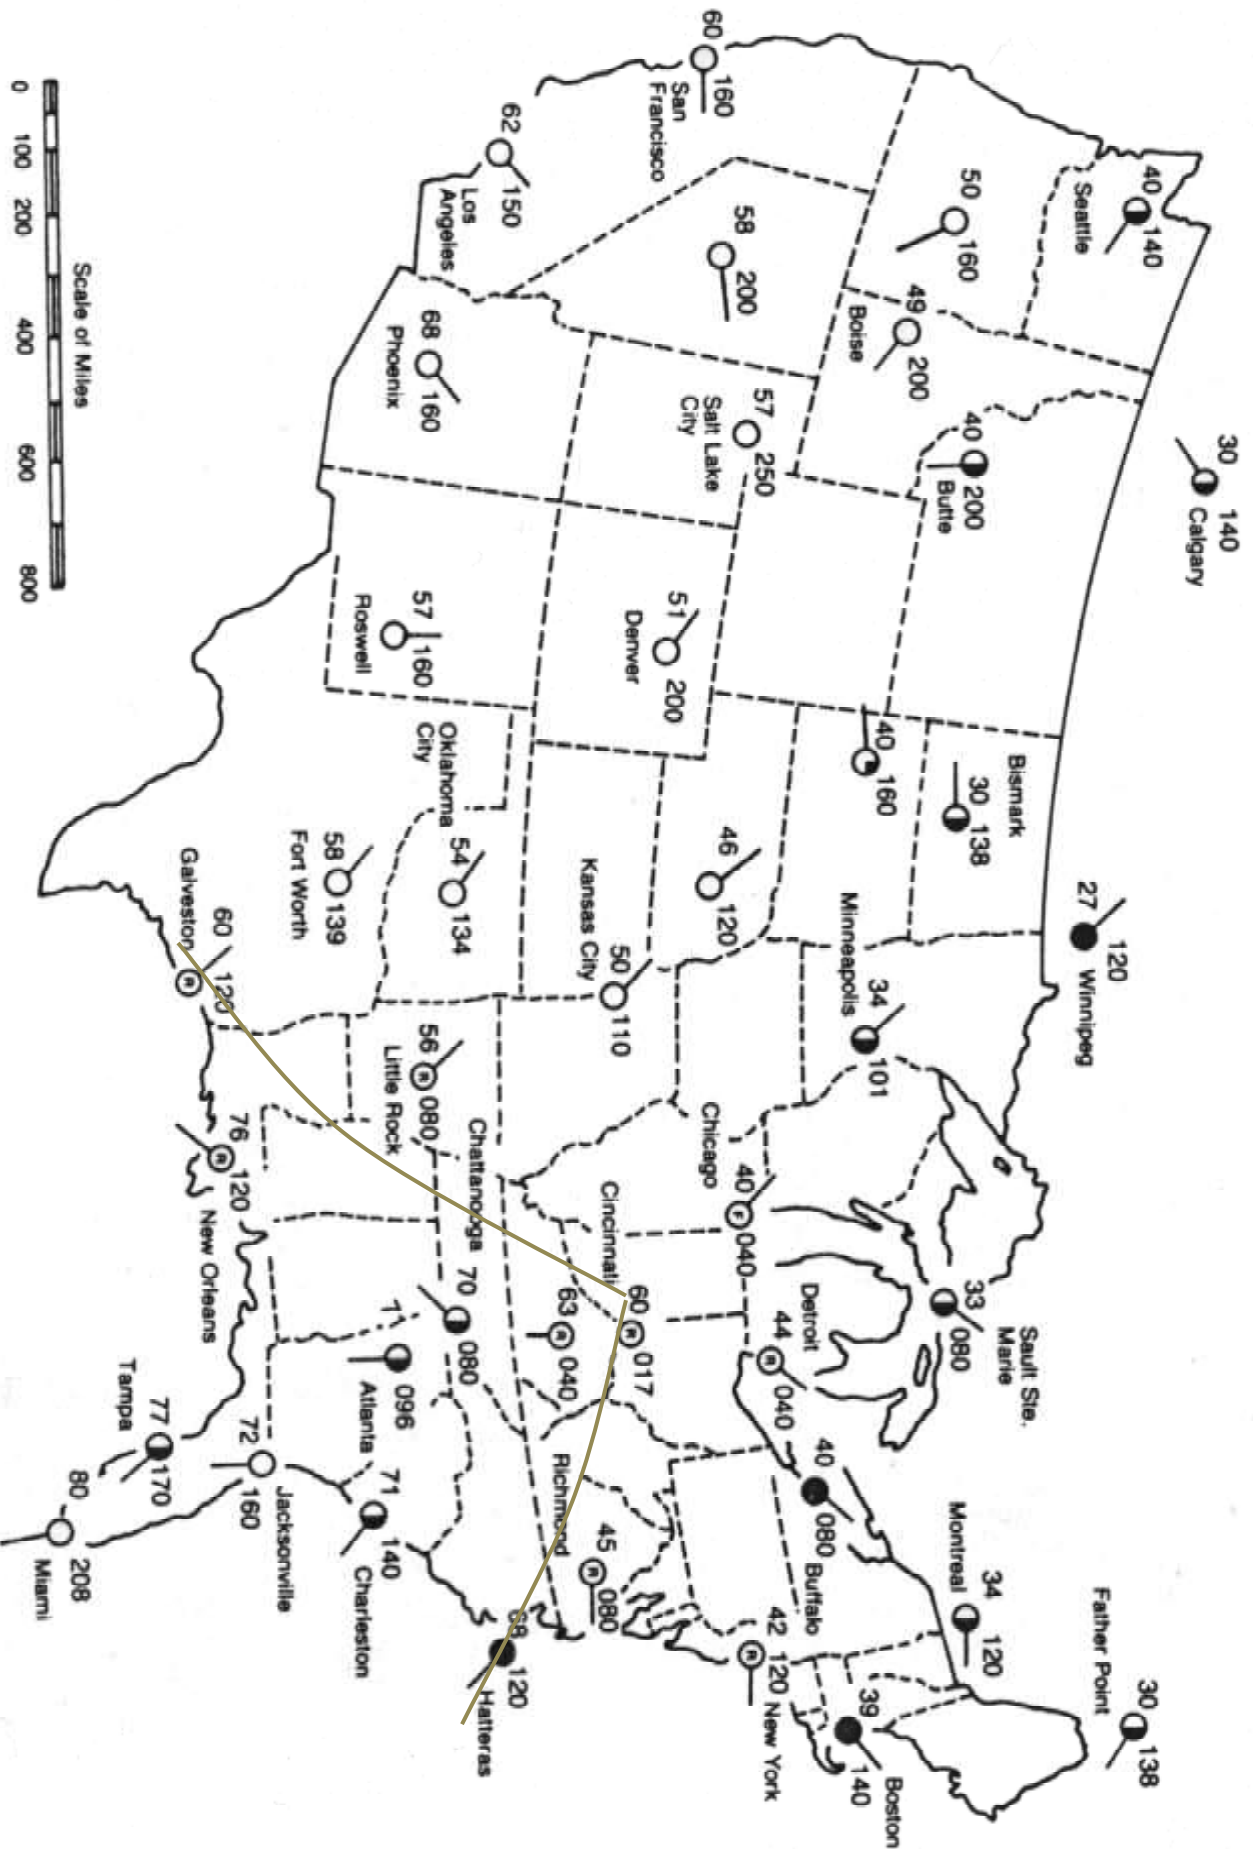 60
160
San
Francisco
62
150
Los
Angeles
40
140
Seattle
50
160
58
200
49
200
Boise
68
160
Phoenix
57
250
Salt Lake
City
40
200
Butte
30
140
Calgary
51
200
Denver
57
160
Roswell
40
160
Bismark
30
138
27
120
Winnipeg
Oklahoma
City
54
134
58
139
Fort Worth
46
120
Kansas City
50
110
Minneapolis
34
101
Galveston
60
120
R
56
R
080
Little Rock
76
R
120
New Orleans
Chicago
40
F
040
33
080
Sault Ste.
Marie
Chattanooga
70
080
Cincinnati
60
R
017
63
R
040
Detroit
44
R
040
71
096
Atlanta
40
080
Buffalo
Tampa
77
170
72
160
Jacksonville
71
140
Charleston
80
208
Miami
Richmond
45
R
080
68
120
Hatteras
42
R
120
New York
39
140
Boston
Montreal
34
120
Father Point
30
138
Scale of Miles
0
100
200
400
600
800